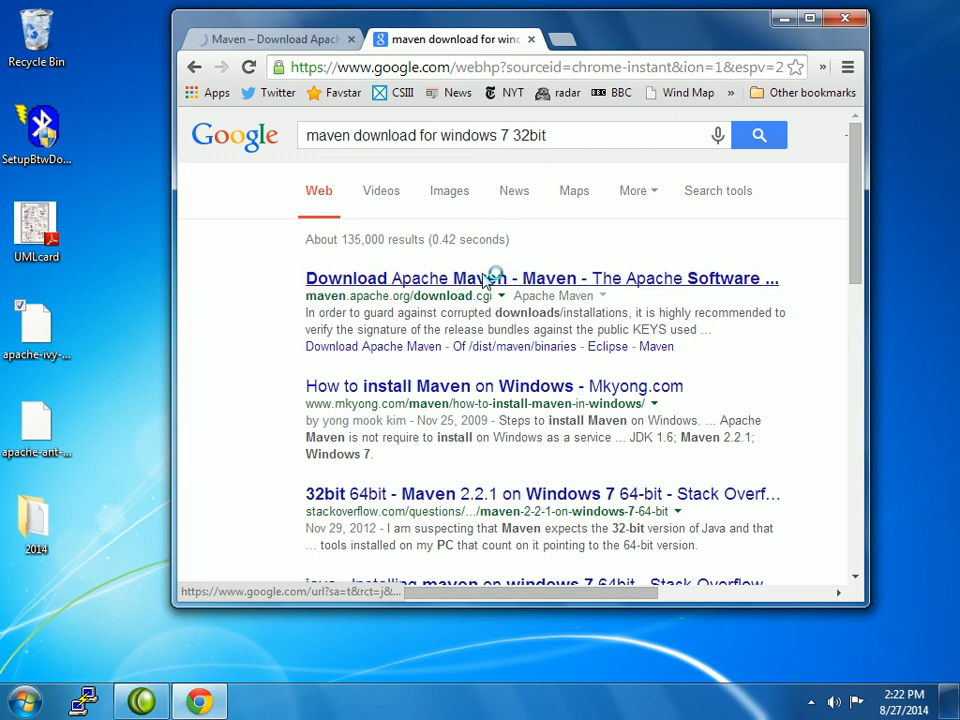 Recycle Bin
SetupBtwDo...
UMLcard
apache-ivy-...
apache-ant-...
2014
Maven – Download Apac
maven download for winc
https://www.google.com/webhp?sourceid=chrome-instant&ion=1&espv=2
Apps
Twitter
Favstar
CSIII
News
NYT
radar
BBC
Wind Map
»
Other bookmarks
Google
maven download for windows 7 32bit
Web
Videos
Images
News
Maps
More
Search tools
About 135,000 results (0.42 seconds)
Download Apache Maven - Maven - The Apache Software ...
maven.apache.org/download.cgi Apache Maven
In order to guard against corrupted downloads/installations, it is highly recommended to
verify the signature of the release bundles against the public KEYS used ...
Download Apache Maven - Of /dist/maven/binaries - Eclipse - Maven
How to install Maven on Windows - Mkyong.com
www.mkyong.com/maven/how-to-install-maven-in-windows/
by yong mook kim - Nov 25, 2009 - Steps to install Maven on Windows. ... Apache
Maven is not require to install on Windows as a service ... JDK 1.6; Maven 2.2.1;
Windows 7.
32bit 64bit - Maven 2.2.1 on Windows 7 64-bit - Stack Overf...
stackoverflow.com/questions/.../maven-2-2-1-on-windows-7-64-bit
Nov 29, 2012 - I am suspecting that Maven expects the 32-bit version of Java and that
... tools installed on my PC that count on it pointing to the 64-bit version.
java - Installing maven on windows 7 64bit - Stack Overflow
https://www.google.com/url?sa=t&rct=j&...
2:22 PM
8/27/2014